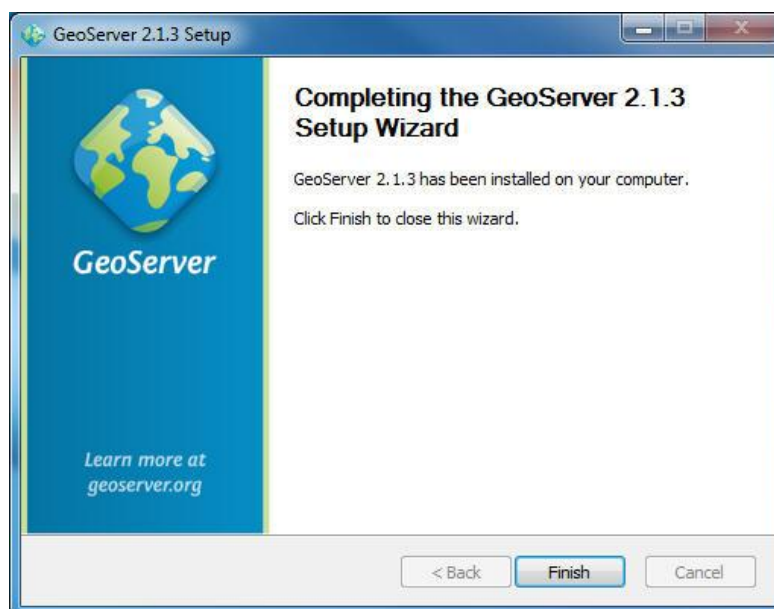 GeoServer 2.1.3 Setup
Completing the GeoServer 2.1.3
Setup Wizard
GeoServer 2.1.3 has been installed on your computer.
Click Finish to close this wizard.
GeoServer
Learn more at
geoserver.org
< Back
Finish
Cancel